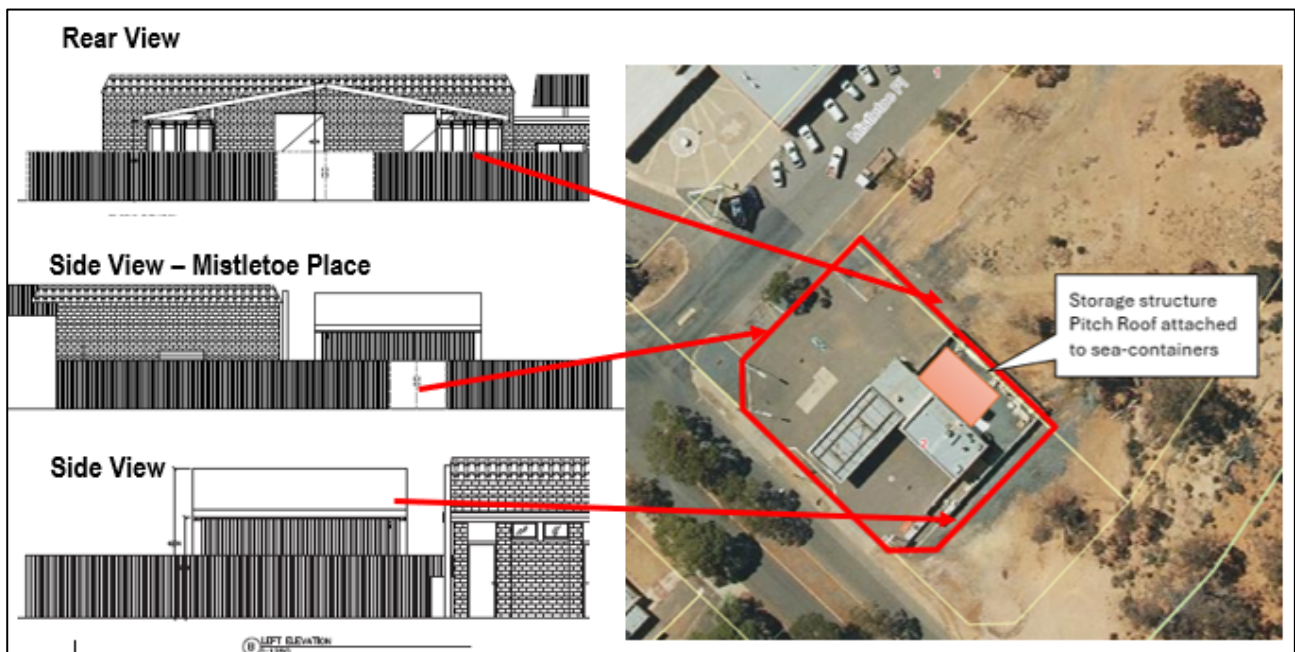 Rear View
Side View – Mistletoe Place
Side View
LEFT ELEVATION
Mistletoe Pl
Storage structure
Pitch Roof attached
to sea-containers